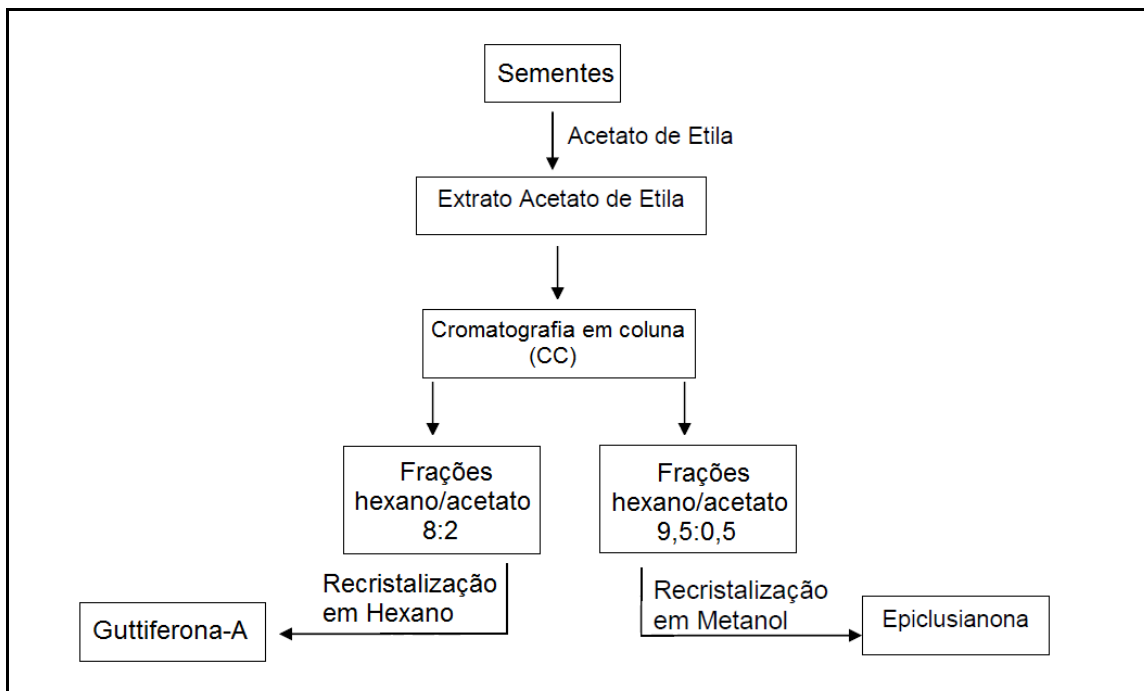 Sementes
Acetato de Etila
Extrato Acetato de Etila
Cromatografia em coluna
(CC)
Frações
hexano/acetato
8:2
Frações
hexano/acetato
9,5:0,5
Recristalização
em Hexano
Recristalização
em Metanol
Guttiferona-A
Epiclusianona